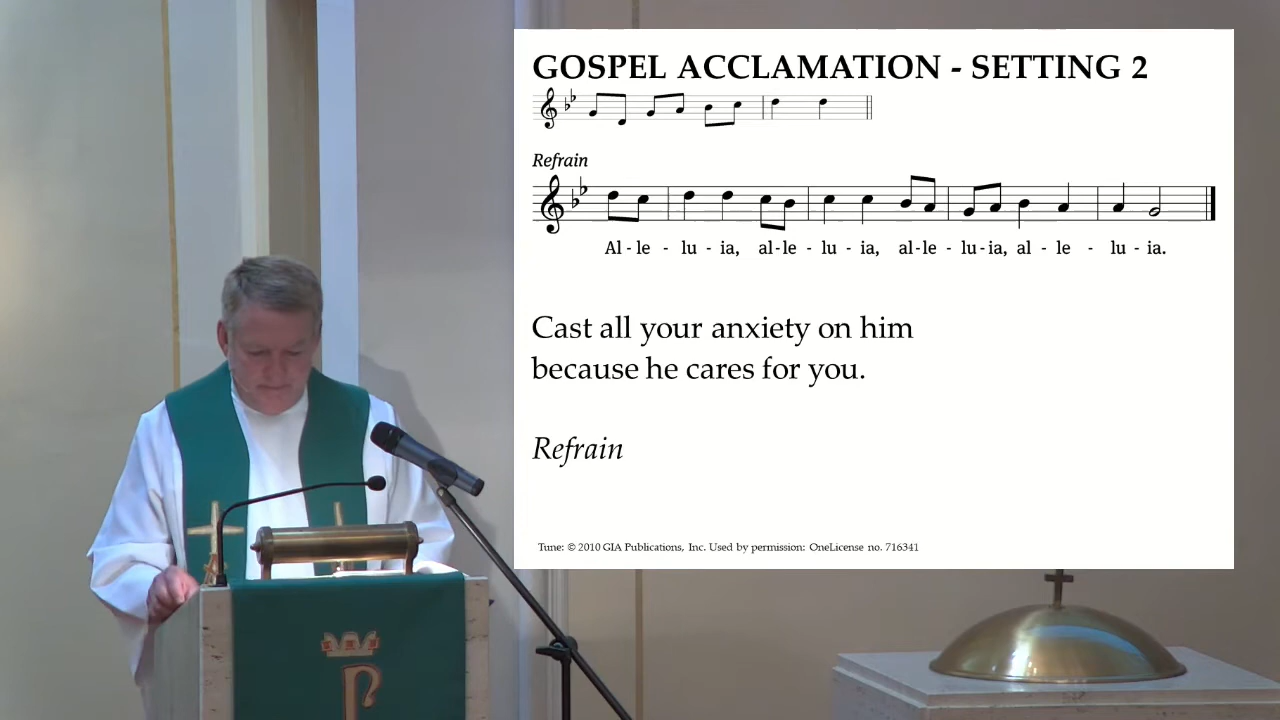 GOSPEL ACCLAMATION - SETTING 2
Refrain
Al - le - lu - ia, al - le - lu - ia, al - le - lu - ia, al - le - lu - ia.
Cast all your anxiety on him
because he cares for you.
Refrain
Tune: © 2010 GIA Publications, Inc. Used by permission: OneLicense no. 716341